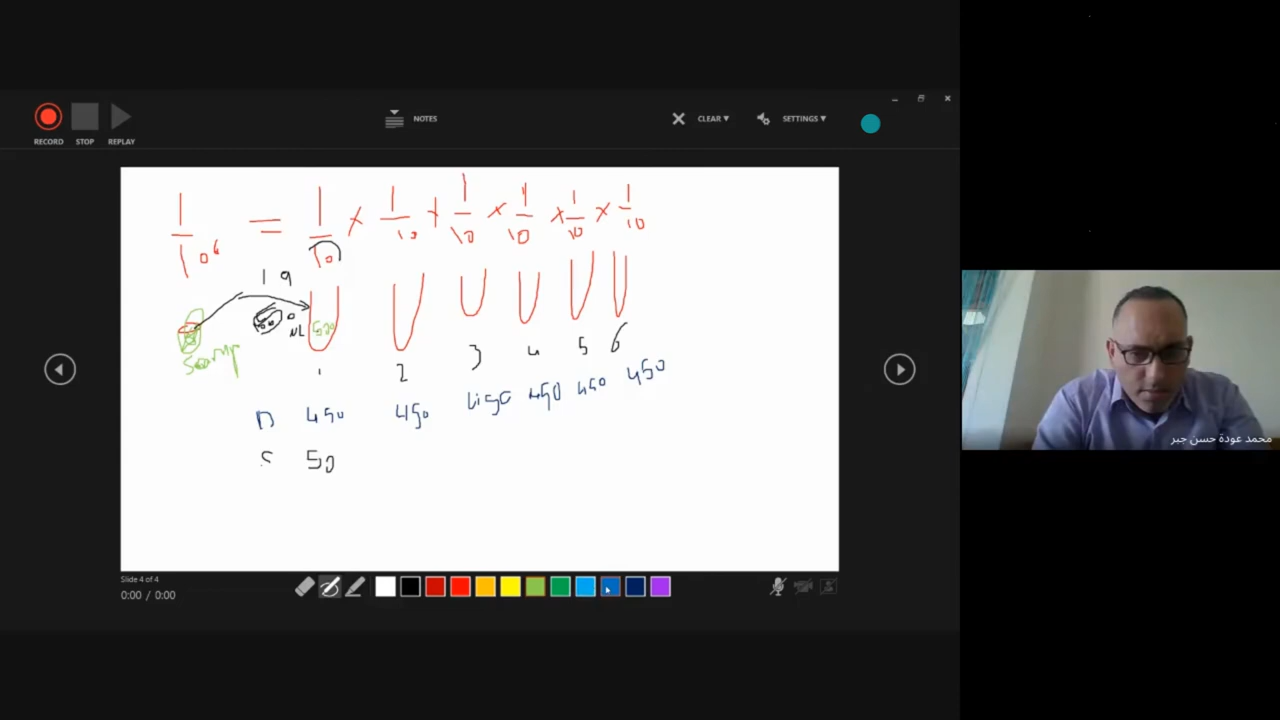 NOTES
CLEAR
SETTINGS
RECORD STOP REPLAY
1/10⁶ = 1/10 × 1/10 × 1/10 × 1/10 × 1/10 × 1/10
1 9
500
Samp
1 2 3 4 5 6
D 450 450 450 450 450 450
S 50
محمد عودة حسن جبر
Slide 4 of 4
0:00 / 0:00